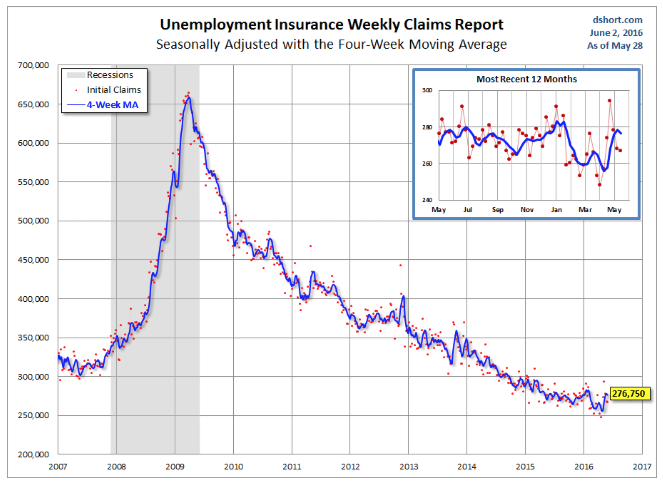 Unemployment Insurance Weekly Claims Report
Seasonally Adjusted with the Four-Week Moving Average
dshort.com
June 2, 2016
As of May 28
Recessions
Initial Claims
4-Week MA
Most Recent 12 Months
300
280
260
240
May Jul Sep Nov Jan Mar May
700,000
650,000
600,000
550,000
500,000
450,000
400,000
350,000
300,000
250,000
200,000
276,750
2007 2008 2009 2010 2011 2012 2013 2014 2015 2016 2017